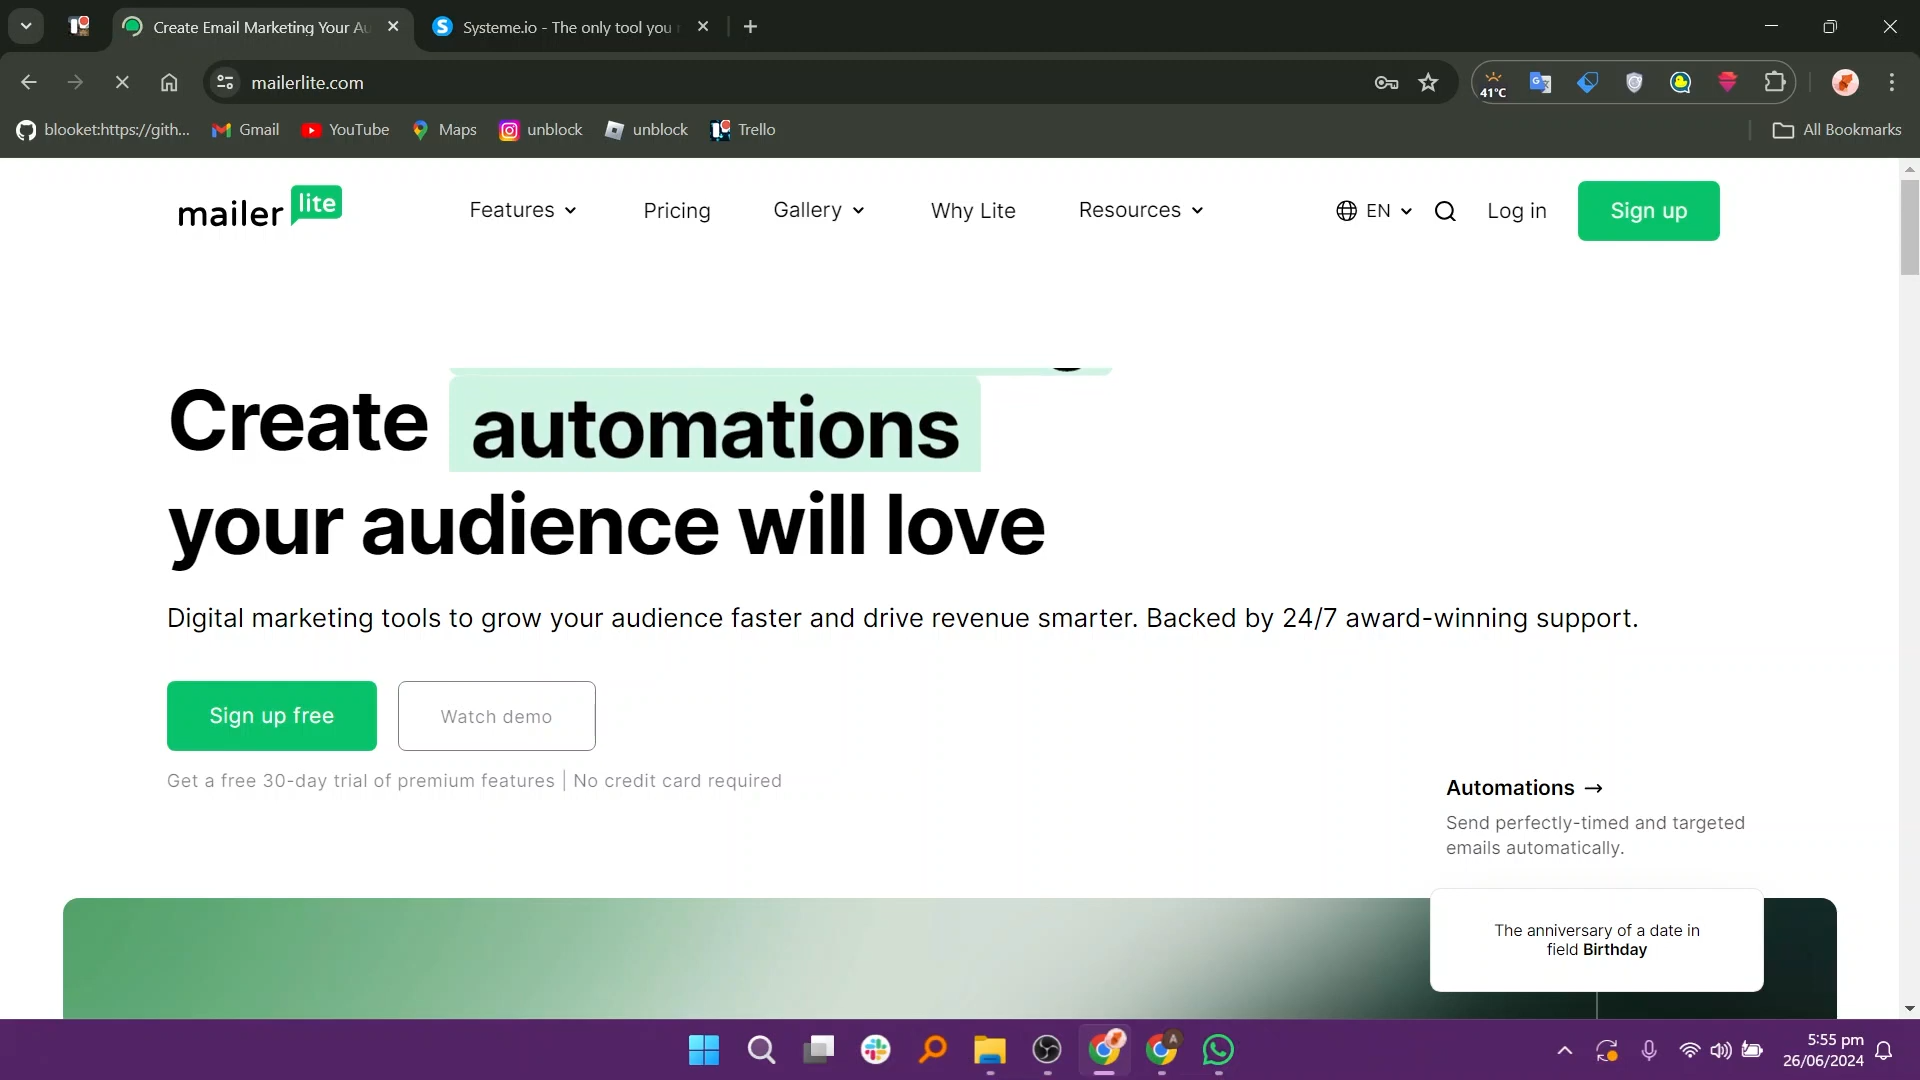 Create Email Marketing Your Au
Systeme.io - The only tool you
mailerlite.com
41°C
blooket:https://gith...
Gmail
YouTube
Maps
unblock
unblock
Trello
All Bookmarks
mailer lite
Features
Pricing
Gallery
Why Lite
Resources
EN
Log in
Sign up
Create automations
your audience will love
Digital marketing tools to grow your audience faster and drive revenue smarter. Backed by 24/7 award-winning support.
Sign up free
Watch demo
Get a free 30-day trial of premium features | No credit card required
Automations →
Send perfectly-timed and targeted
emails automatically.
The anniversary of a date in
field Birthday
A
5:55 pm
26/06/2024